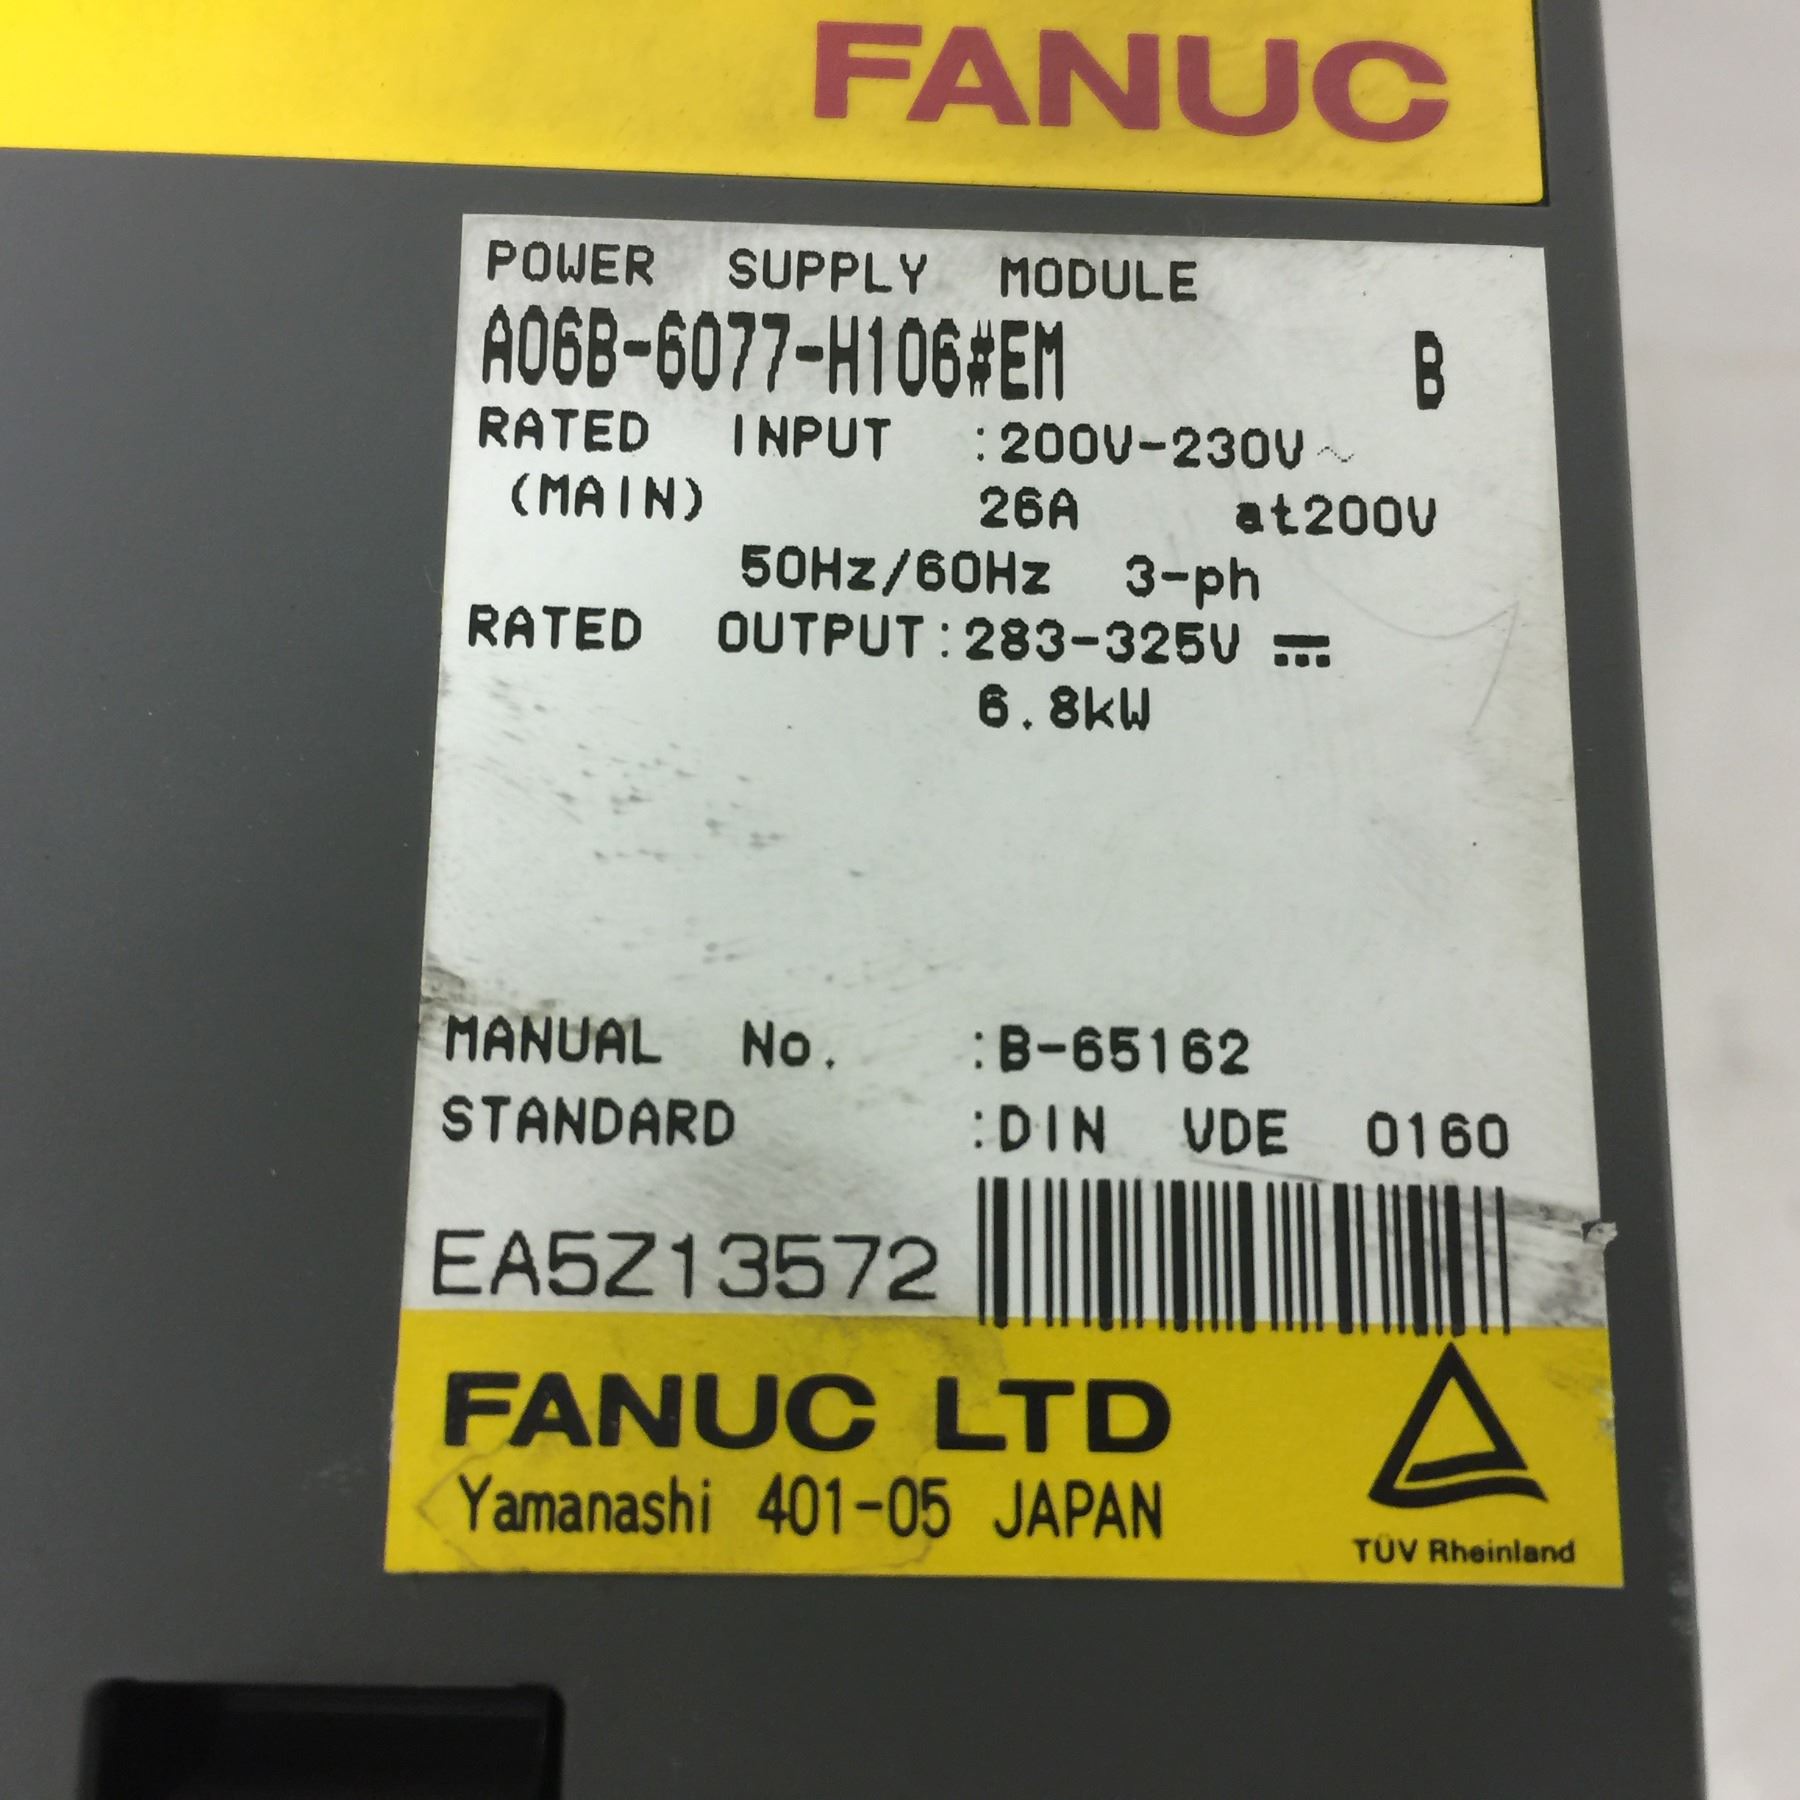 FANUC
POWER SUPPLY MODULE
A06B-6077-H106#EM B
RATED INPUT :200V-230V~
(MAIN) 26A at200V
50Hz/60Hz 3-ph
RATED OUTPUT:283-325V ⎓
6.8kW
MANUAL No. :B-65162
STANDARD :DIN VDE 0160
EA5Z13572
FANUC LTD
Yamanashi 401-05 JAPAN
TÜV Rheinland